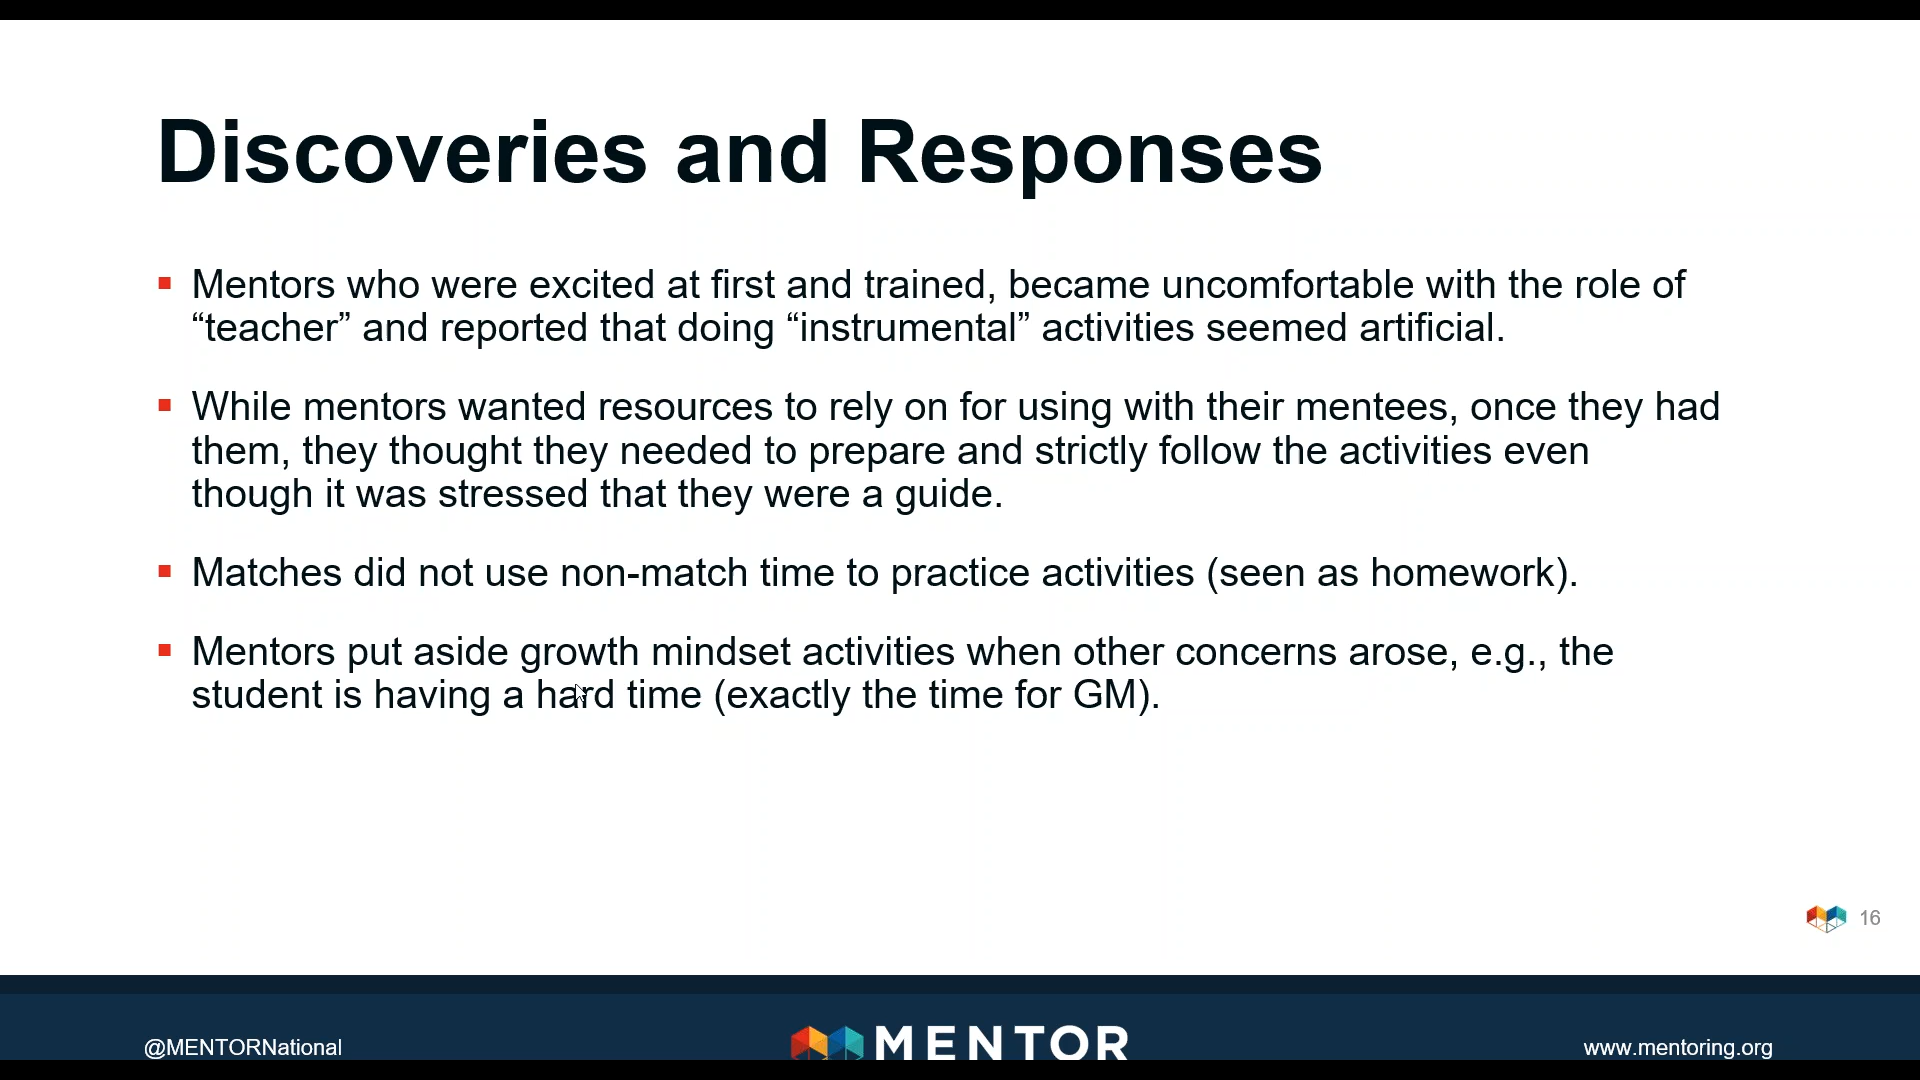 Discoveries and Responses
▪ Mentors who were excited at first and trained, became uncomfortable with the role of
“teacher” and reported that doing “instrumental” activities seemed artificial.
▪ While mentors wanted resources to rely on for using with their mentees, once they had
them, they thought they needed to prepare and strictly follow the activities even
though it was stressed that they were a guide.
▪ Matches did not use non-match time to practice activities (seen as homework).
▪ Mentors put aside growth mindset activities when other concerns arose, e.g., the
student is having a hard time (exactly the time for GM).
16
@MENTORNational
MENTOR
www.mentoring.org